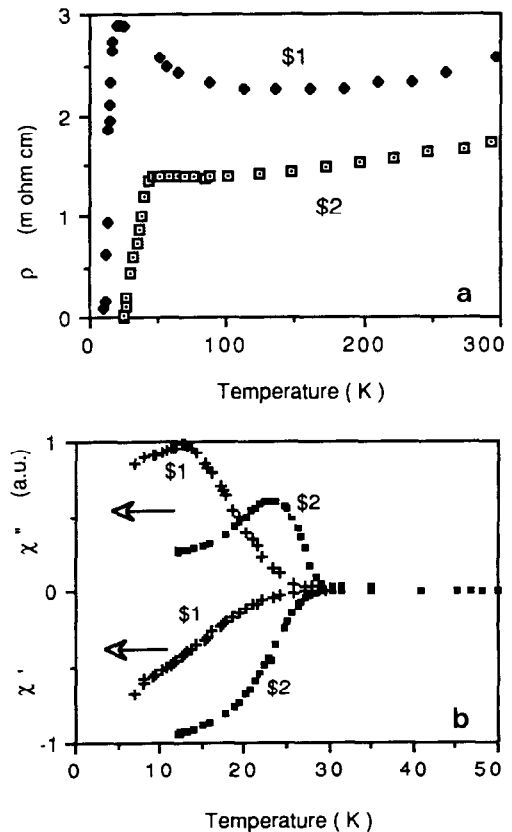 3
2
1
0
ρ (m ohm cm)
$1
$2
a
0 100 200 300
Temperature ( K )
1
0
-1
χ" (a.u.)
χ'
$1
$2
$1
$2
b
0 10 20 30 40 50
Temperature ( K )